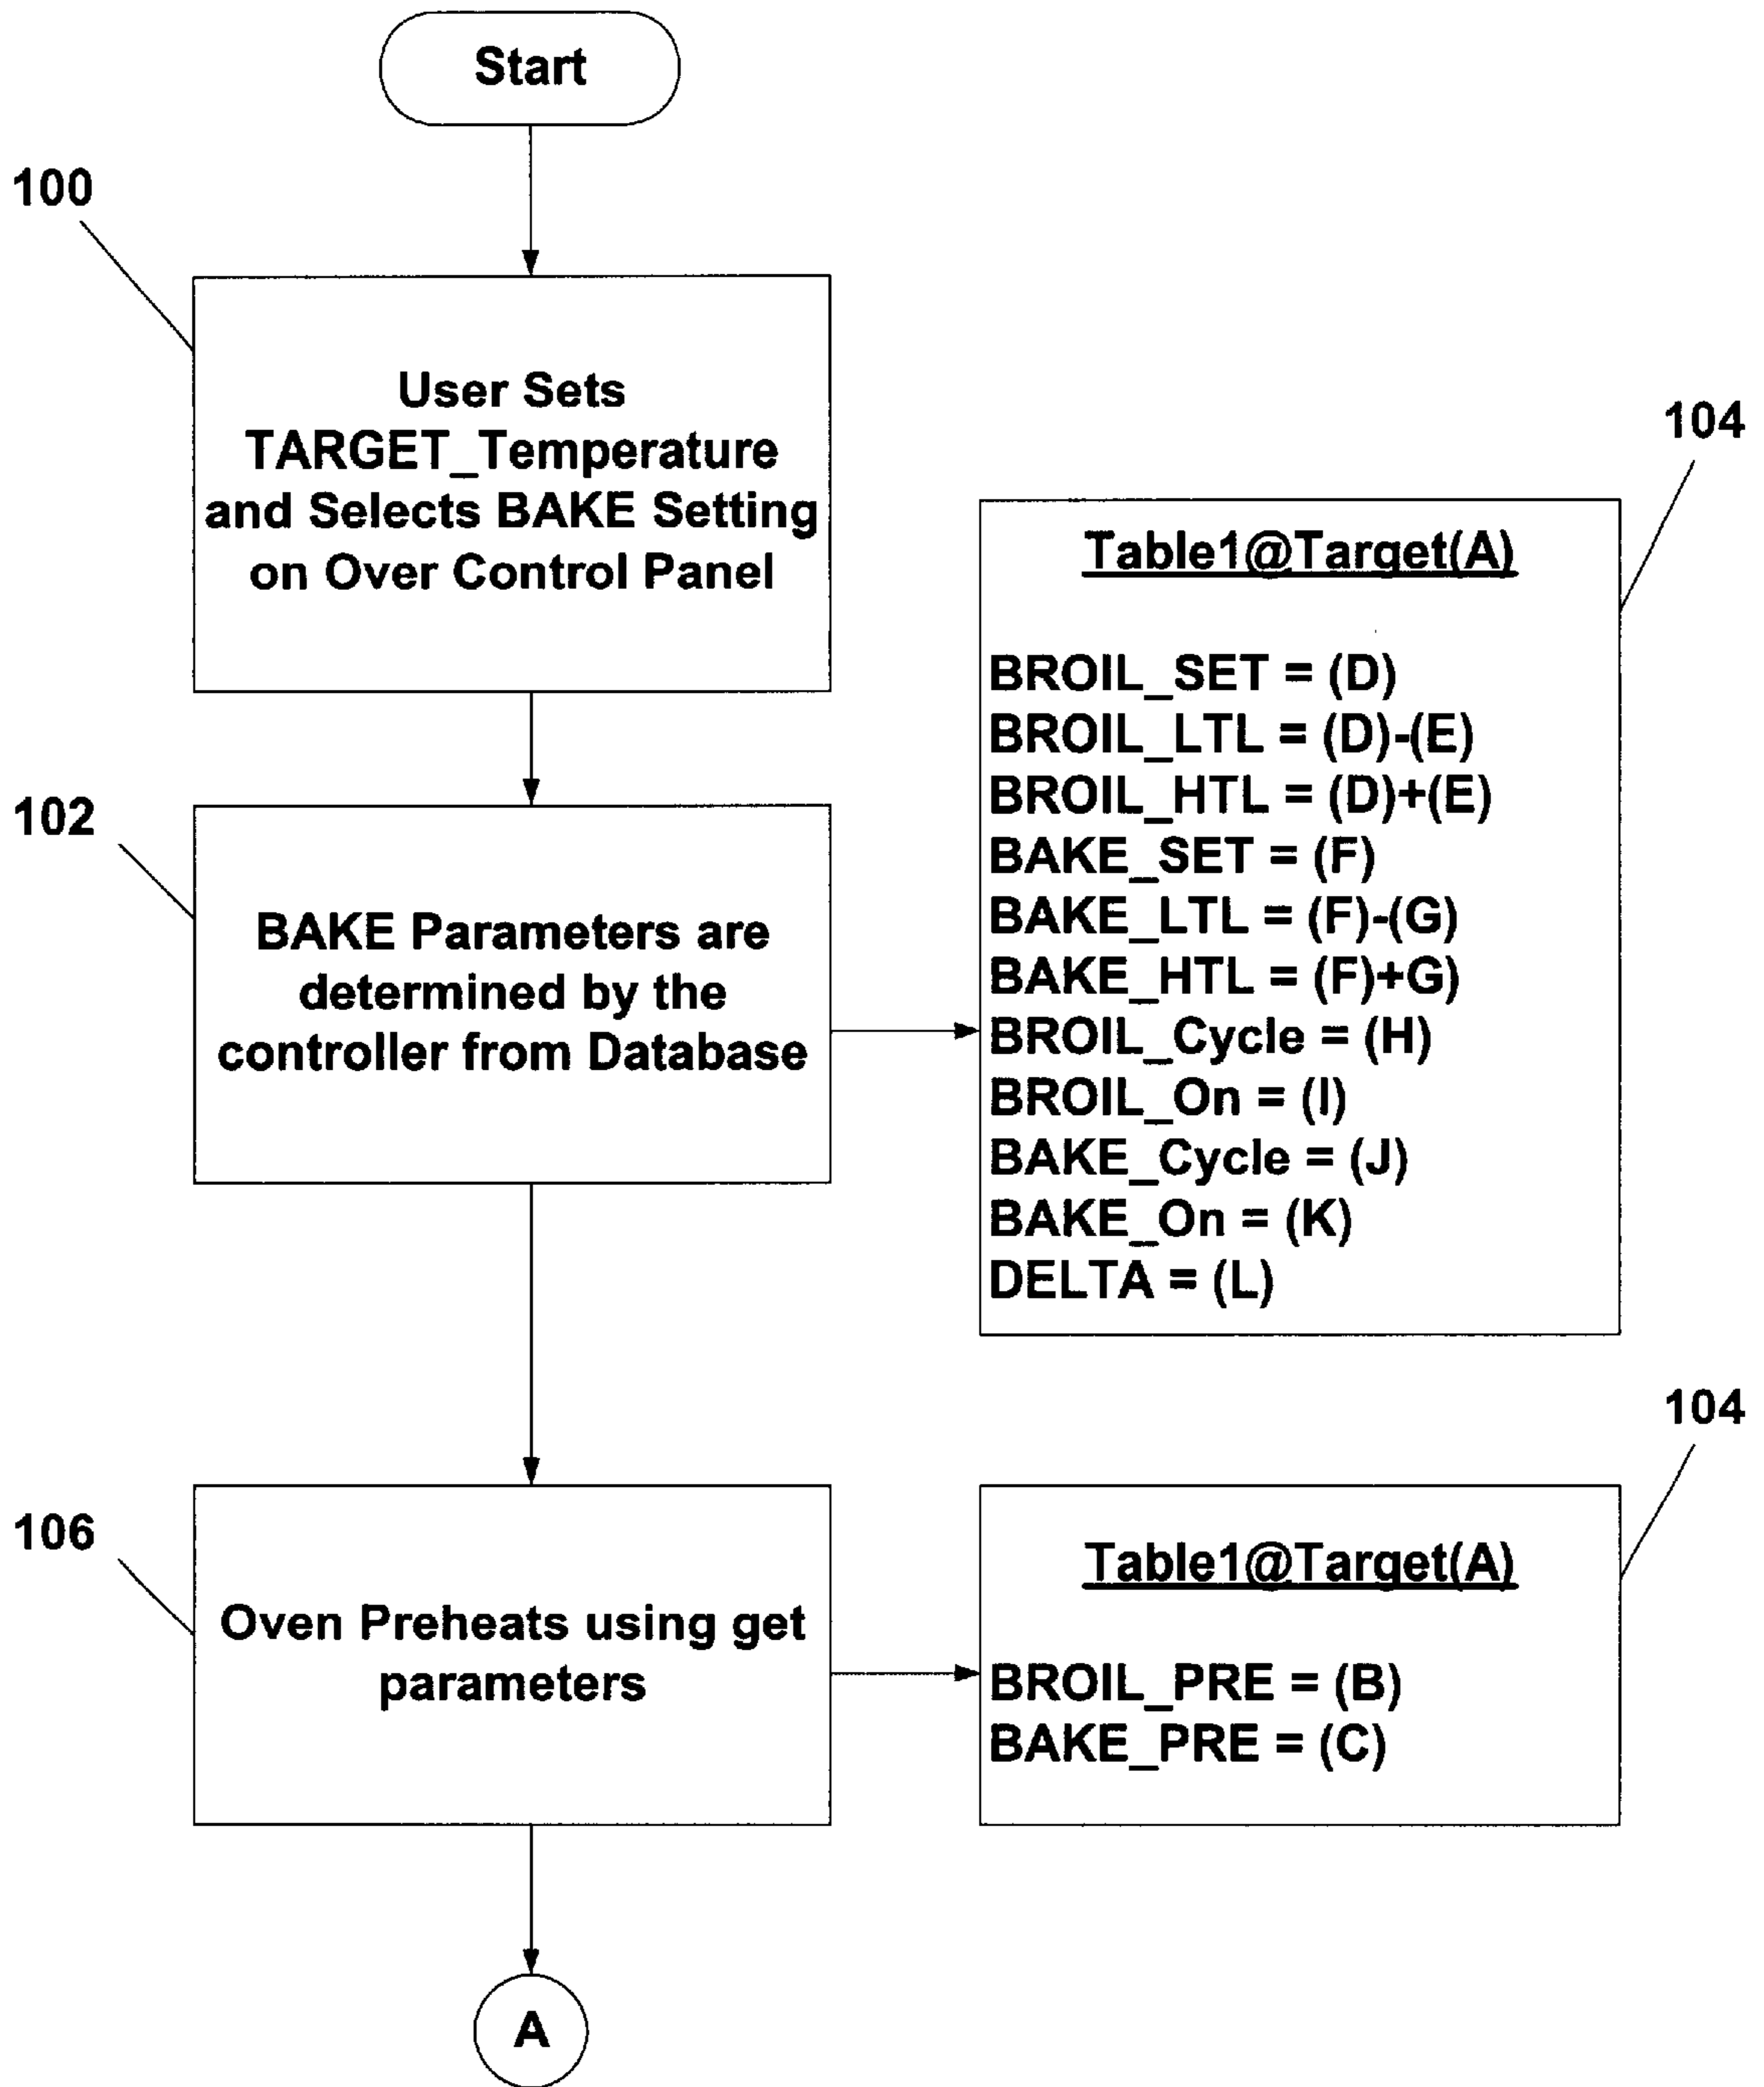 Start
100
User Sets
TARGET_Temperature
and Selects BAKE Setting
on Over Control Panel
102
BAKE Parameters are
determined by the
controller from Database
104
Table1@Target(A)
BROIL_SET = (D)
BROIL_LTL = (D)-(E)
BROIL_HTL = (D)+(E)
BAKE_SET = (F)
BAKE_LTL = (F)-(G)
BAKE_HTL = (F)+G)
BROIL_Cycle = (H)
BROIL_On = (I)
BAKE_Cycle = (J)
BAKE_On = (K)
DELTA = (L)
106
Oven Preheats using get
parameters
104
Table1@Target(A)
BROIL_PRE = (B)
BAKE_PRE = (C)
A